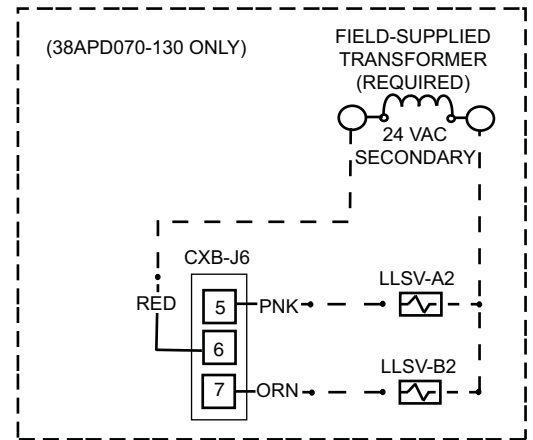 (38APD070-130 ONLY)
FIELD-SUPPLIED
TRANSFORMER
(REQUIRED)
24 VAC
SECONDARY
CXB-J6
RED
5
PNK
LLSV-A2
6
7
ORN
LLSV-B2